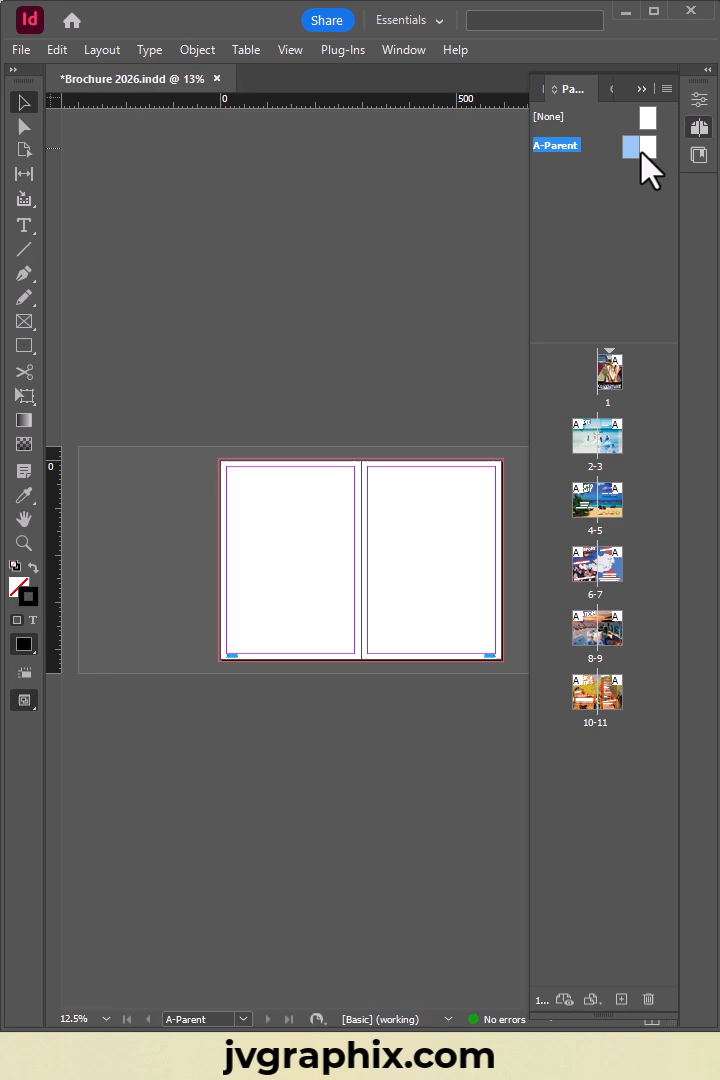 Id
Share
Essentials
File Edit Layout Type Object Table View Plug-Ins Window Help
*Brochure 2026.indd @ 13%
0
500
Pa...
[None]
A-Parent
A
1
A A
2-3
A A
4-5
A A
6-7
A A
8-9
A A
10-11
0
T
T
1...
12.5%
A-Parent
[Basic] (working)
No errors
jvgraphix.com